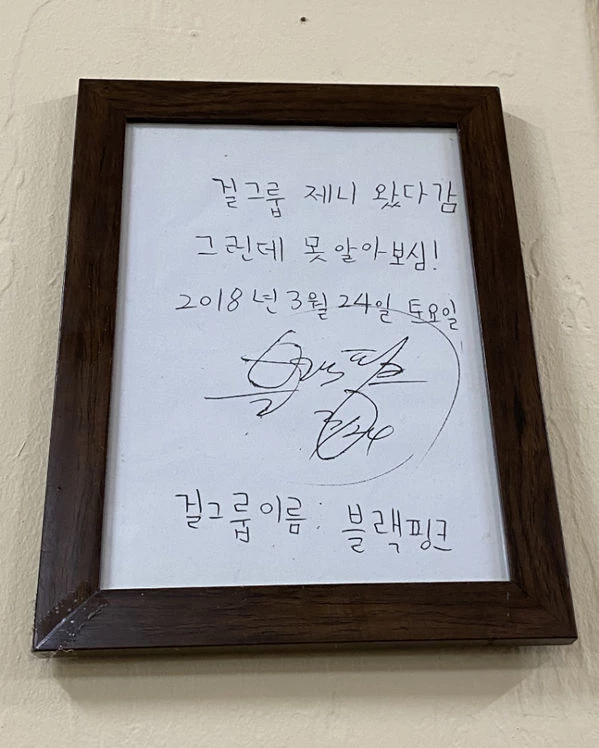 걸그룹 제니 왔다감
그런데 못 알아보심!
2018년 3월 24일 토요일
걸그룹이름: 블랙핑크